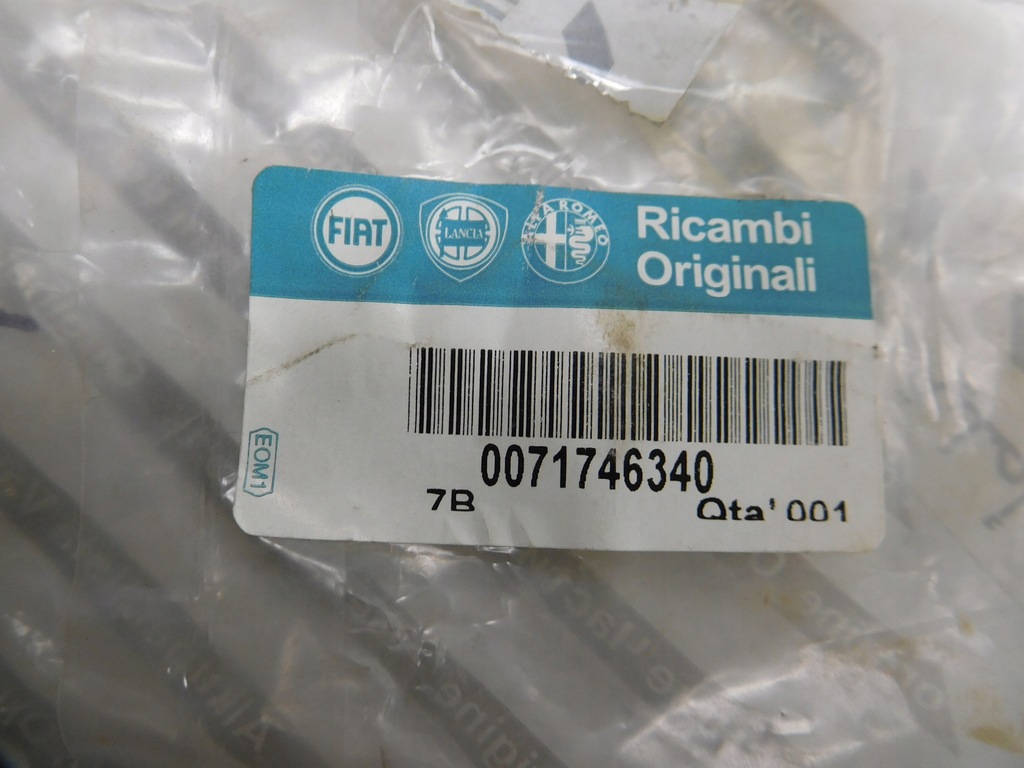 FIAT
LANCIA
ALFA ROMEO
Ricambi
Originali
EOM1
0071746340
7B
Qta' 001